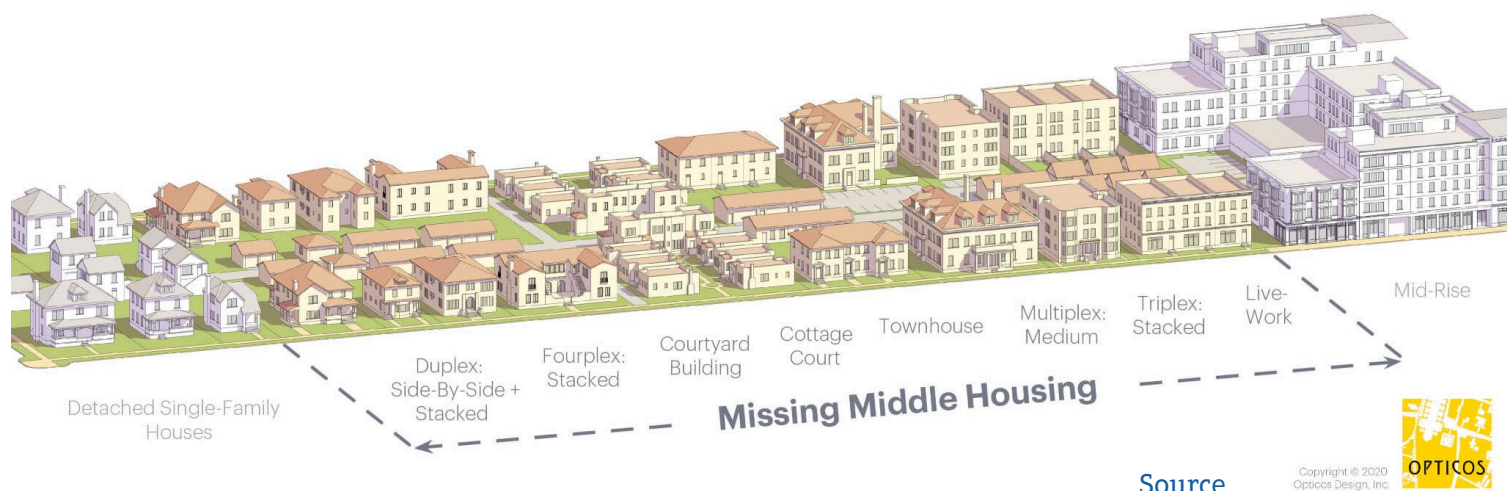 Detached Single-Family
Houses
Duplex:
Side-By-Side +
Stacked
Fourplex:
Stacked
Courtyard
Building
Cottage
Court
Townhouse
Multiplex:
Medium
Triplex:
Stacked
Live-
Work
Mid-Rise
Missing Middle Housing
Source
Copyright © 2020
Opticos Design, Inc.
OPTICOS